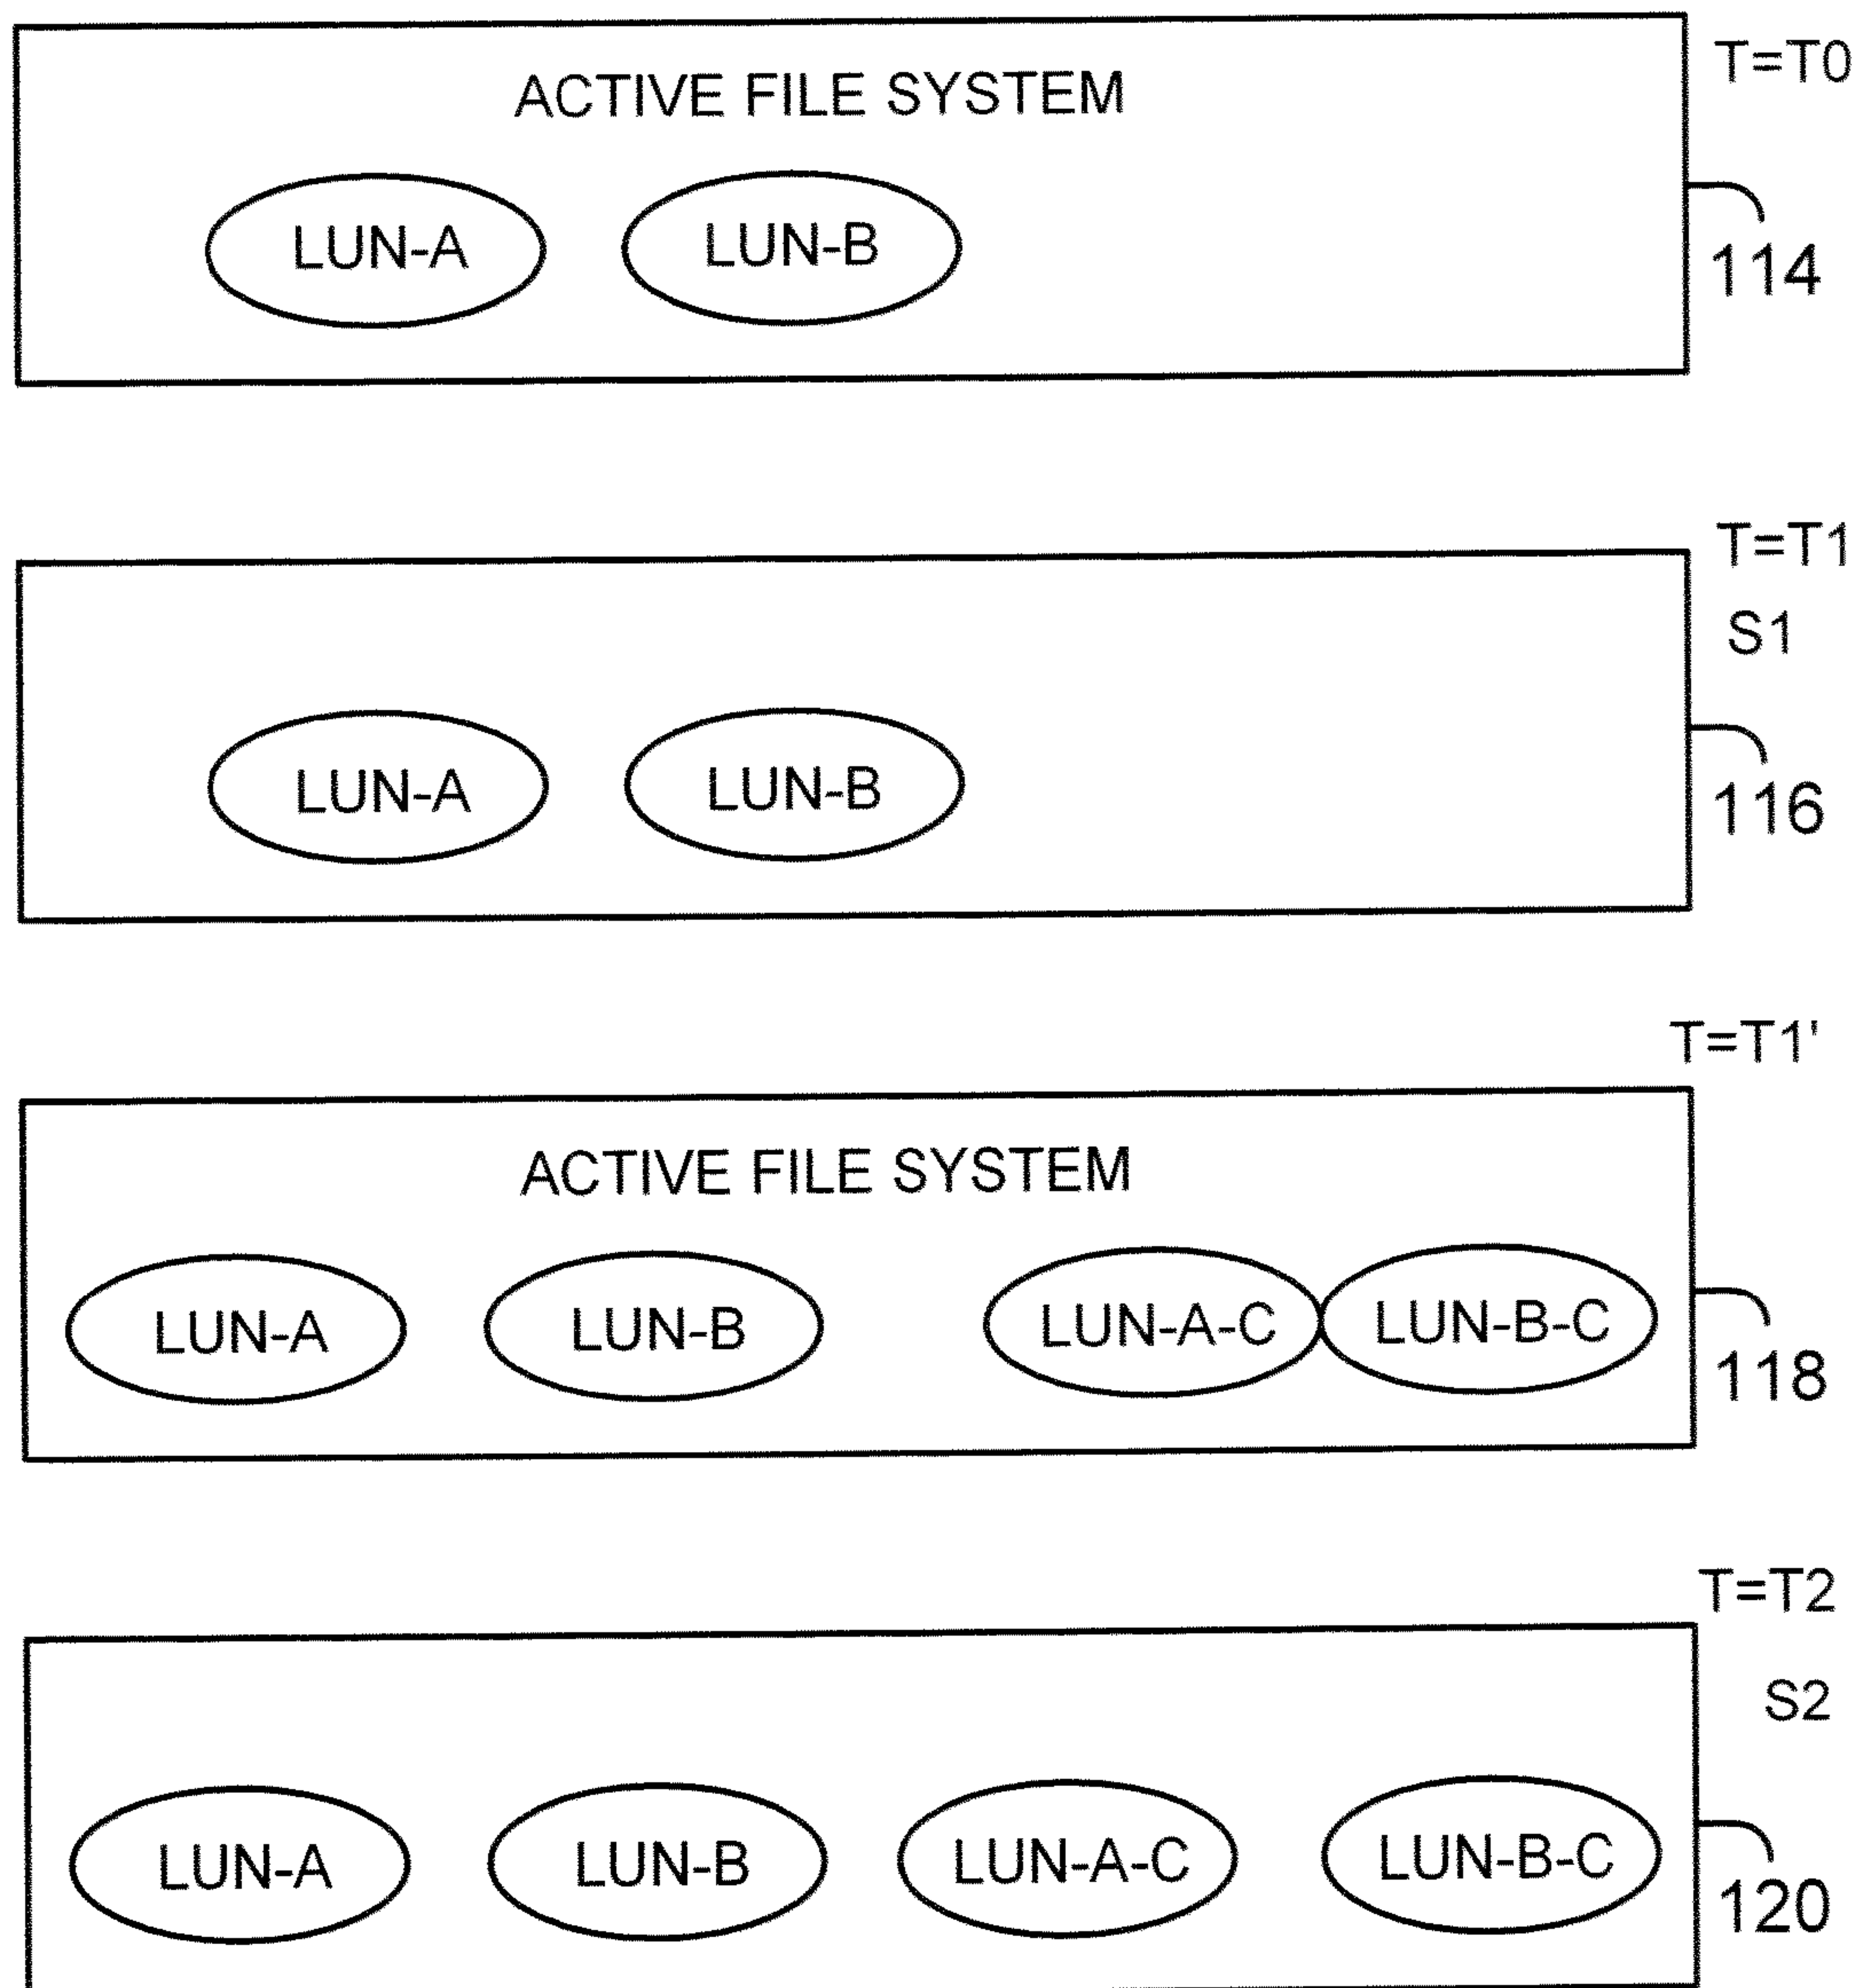 T=T0
ACTIVE FILE SYSTEM
LUN-A LUN-B
114
T=T1
S1
LUN-A LUN-B
116
T=T1'
ACTIVE FILE SYSTEM
LUN-A LUN-B LUN-A-C LUN-B-C
118
T=T2
S2
LUN-A LUN-B LUN-A-C LUN-B-C
120